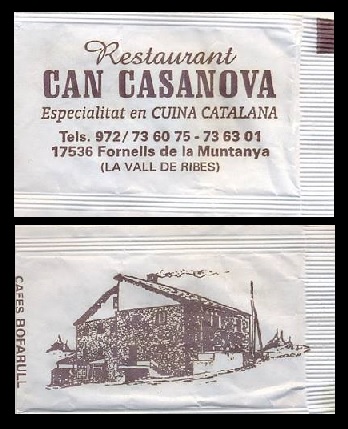 Restaurant
CAN CASANOVA
Especialitat en CUINA CATALANA
Tels. 972/73 60 75 - 73 63 01
17536 Fornells de la Muntanya
(LA VALL DE RIBES)
CAFES BOFARULL